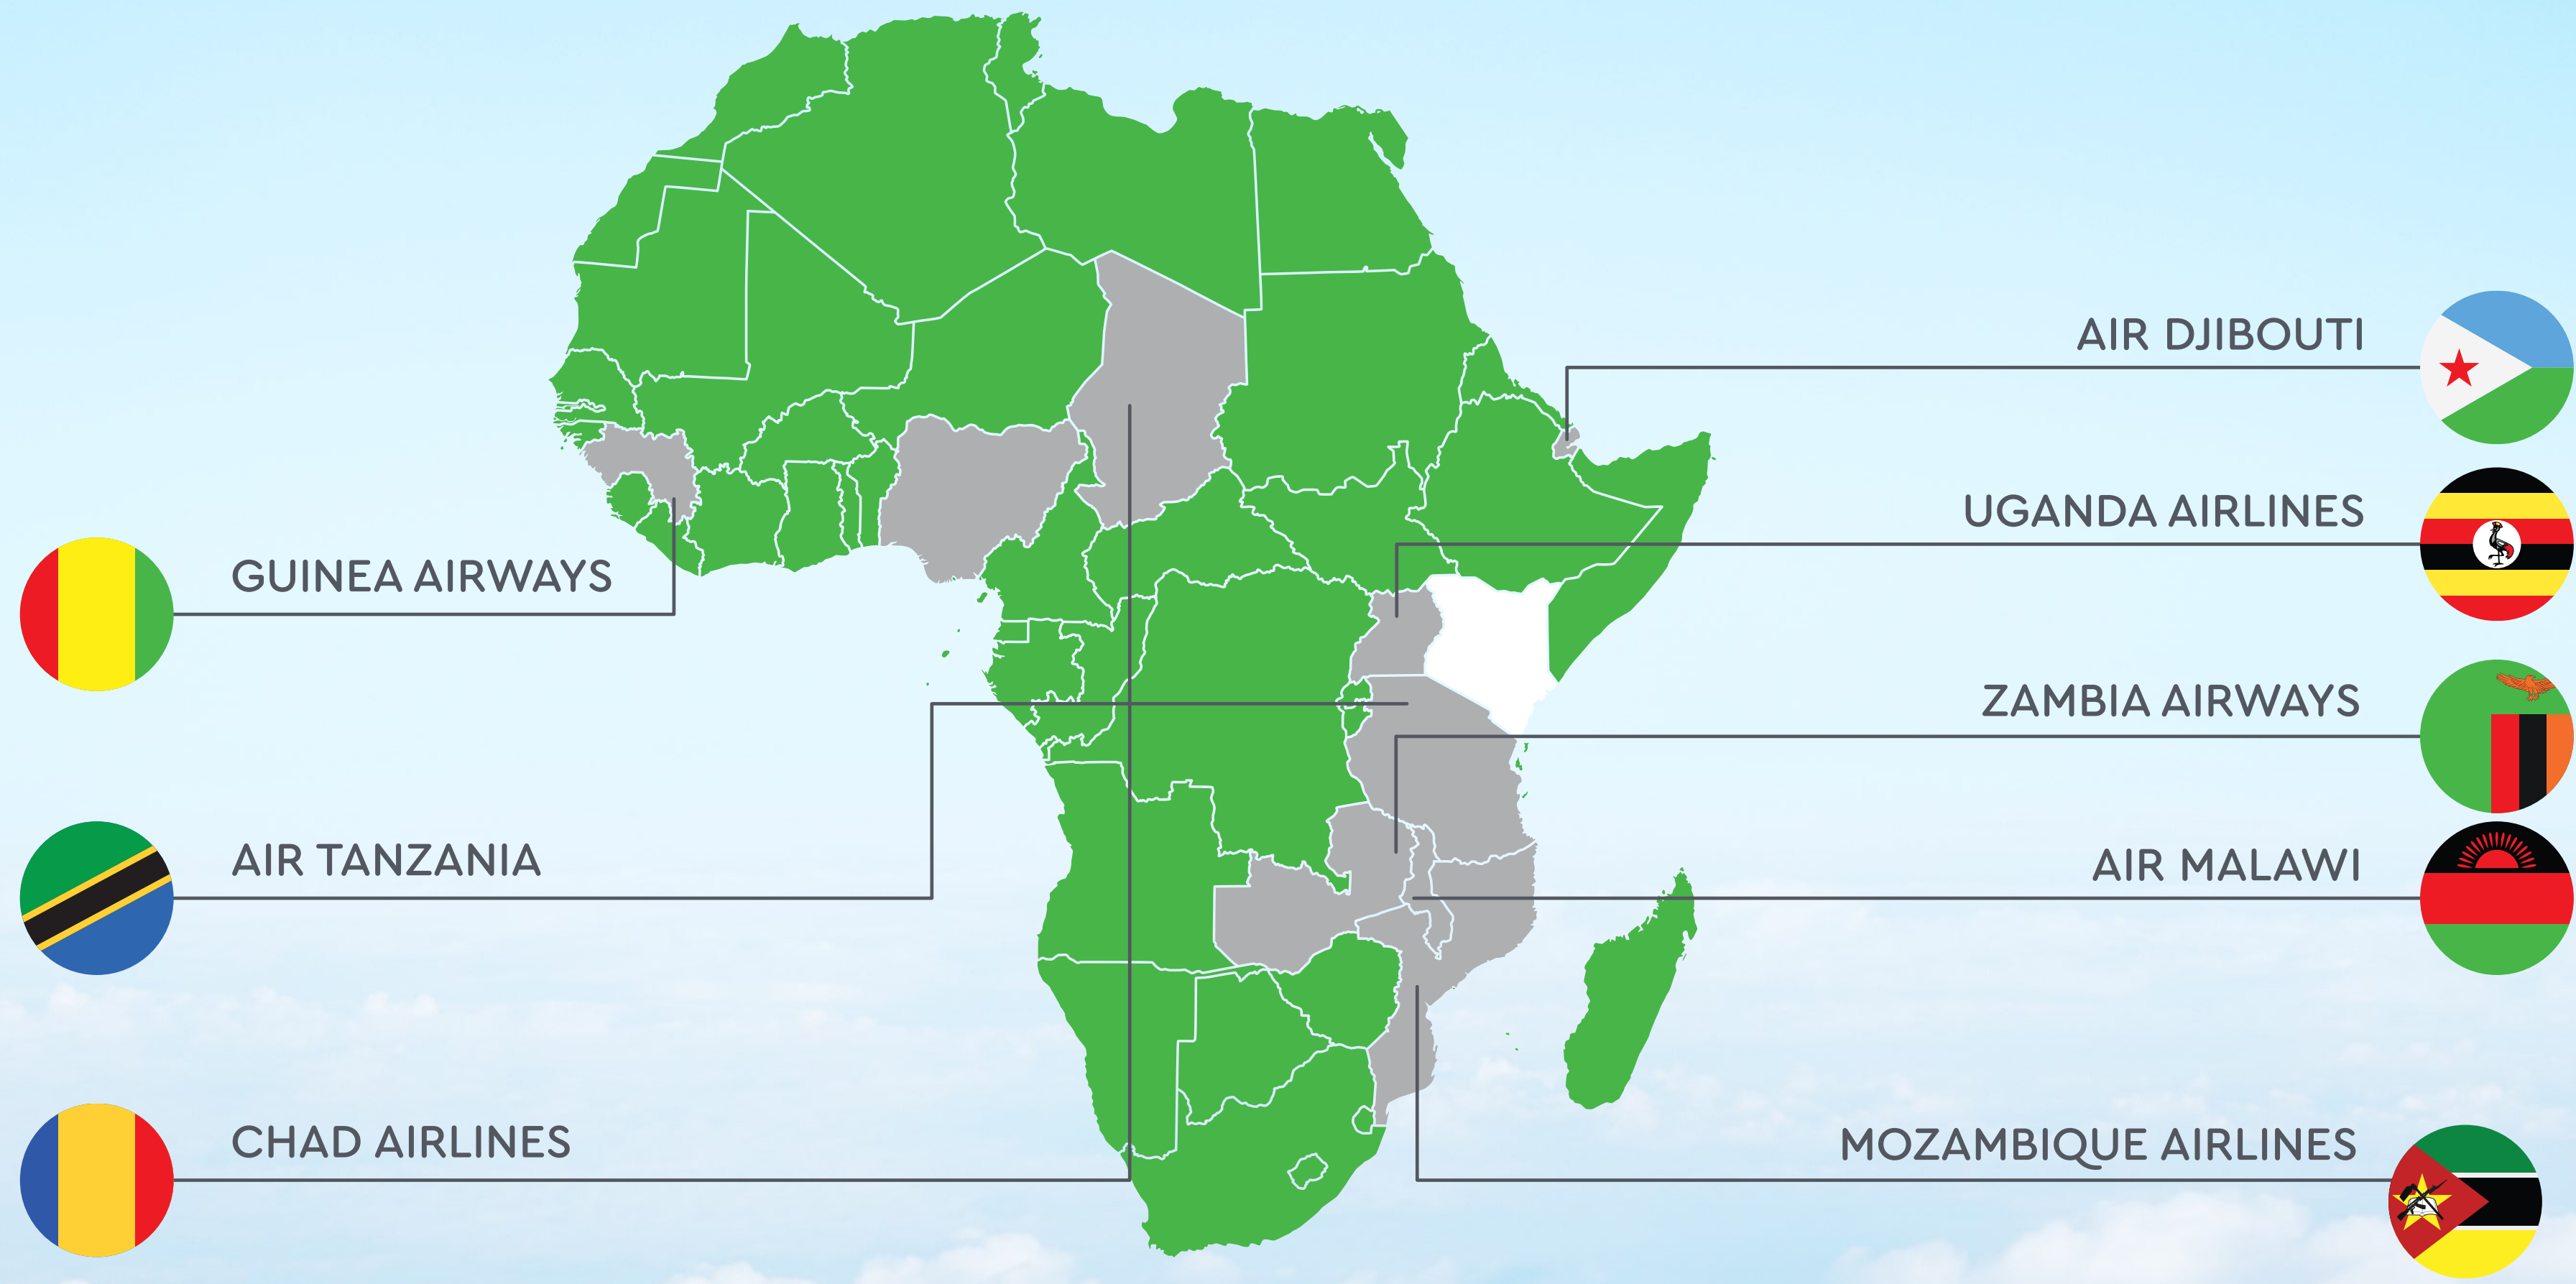 AIR DJIBOUTI
UGANDA AIRLINES
GUINEA AIRWAYS
ZAMBIA AIRWAYS
AIR TANZANIA
AIR MALAWI
CHAD AIRLINES
MOZAMBIQUE AIRLINES